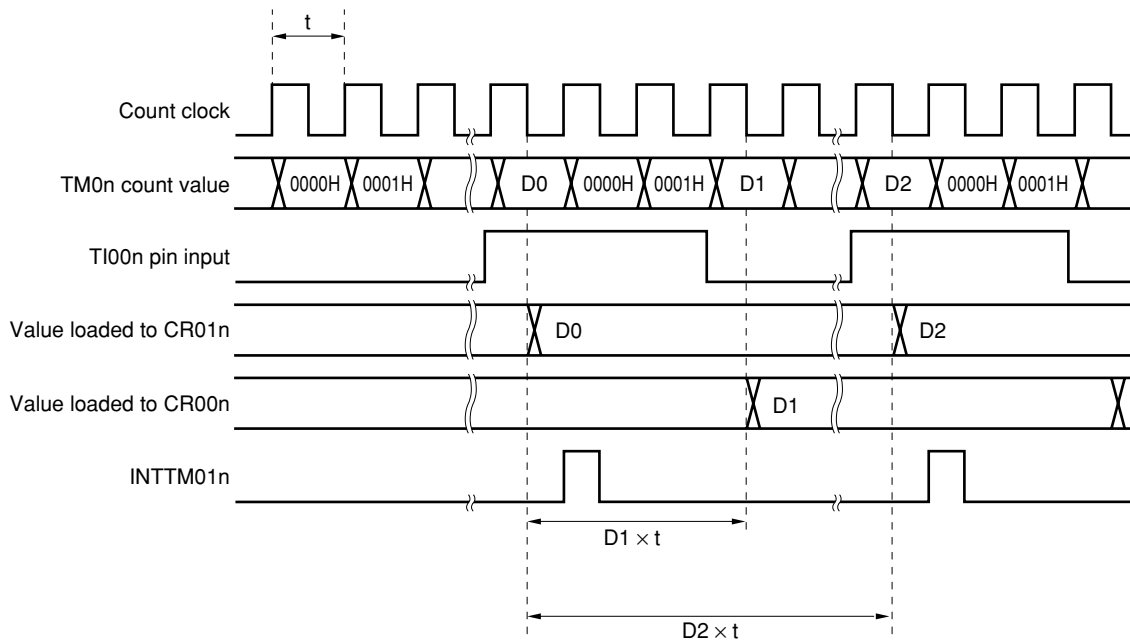 t
Count clock
TM0n count value 0000H 0001H D0 0000H 0001H D1 D2 0000H 0001H
TI00n pin input
Value loaded to CR01n D0 D2
Value loaded to CR00n D1
INTTM01n
D1 × t
D2 × t